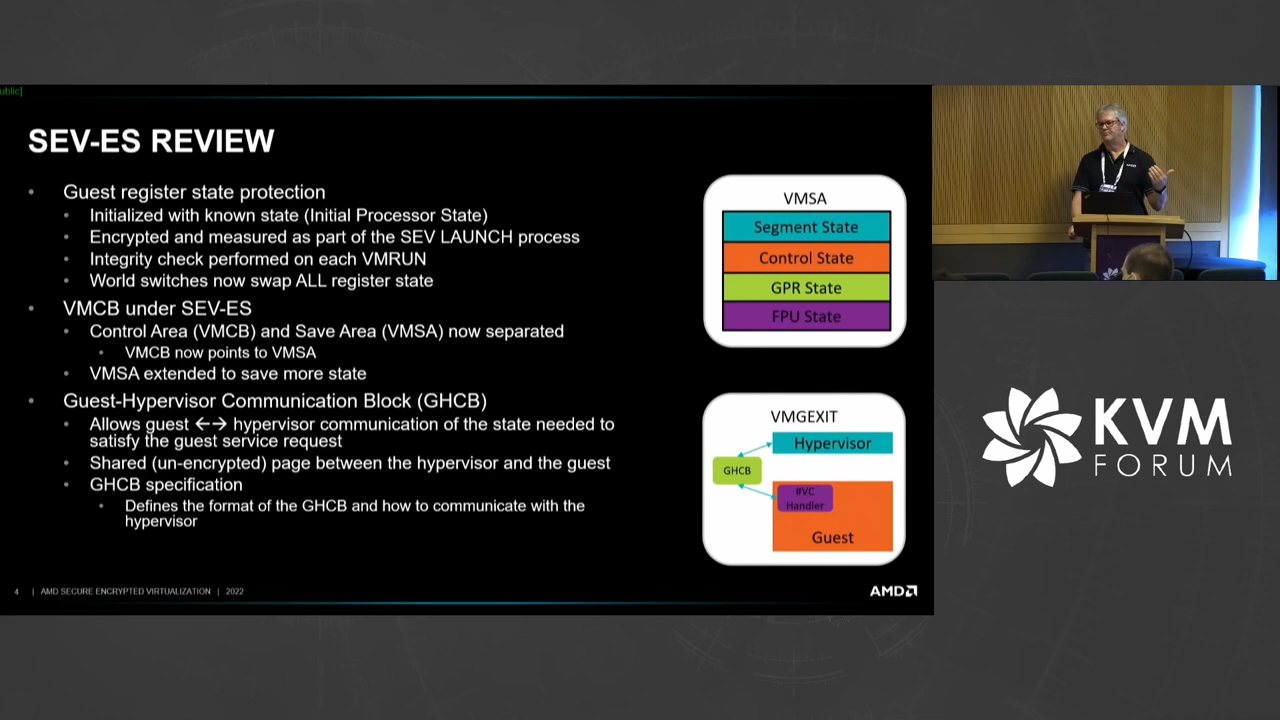 ublic]
SEV-ES REVIEW
• Guest register state protection
• Initialized with known state (Initial Processor State)
• Encrypted and measured as part of the SEV LAUNCH process
• Integrity check performed on each VMRUN
• World switches now swap ALL register state
• VMCB under SEV-ES
• Control Area (VMCB) and Save Area (VMSA) now separated
• VMCB now points to VMSA
• VMSA extended to save more state
• Guest-Hypervisor Communication Block (GHCB)
• Allows guest ←→ hypervisor communication of the state needed to
satisfy the guest service request
• Shared (un-encrypted) page between the hypervisor and the guest
• GHCB specification
• Defines the format of the GHCB and how to communicate with the
hypervisor
VMSA
Segment State
Control State
GPR State
FPU State
VMGEXIT
Hypervisor
GHCB
#VC
Handler
Guest
4 | AMD SECURE ENCRYPTED VIRTUALIZATION | 2022
AMD
KVM
FORUM